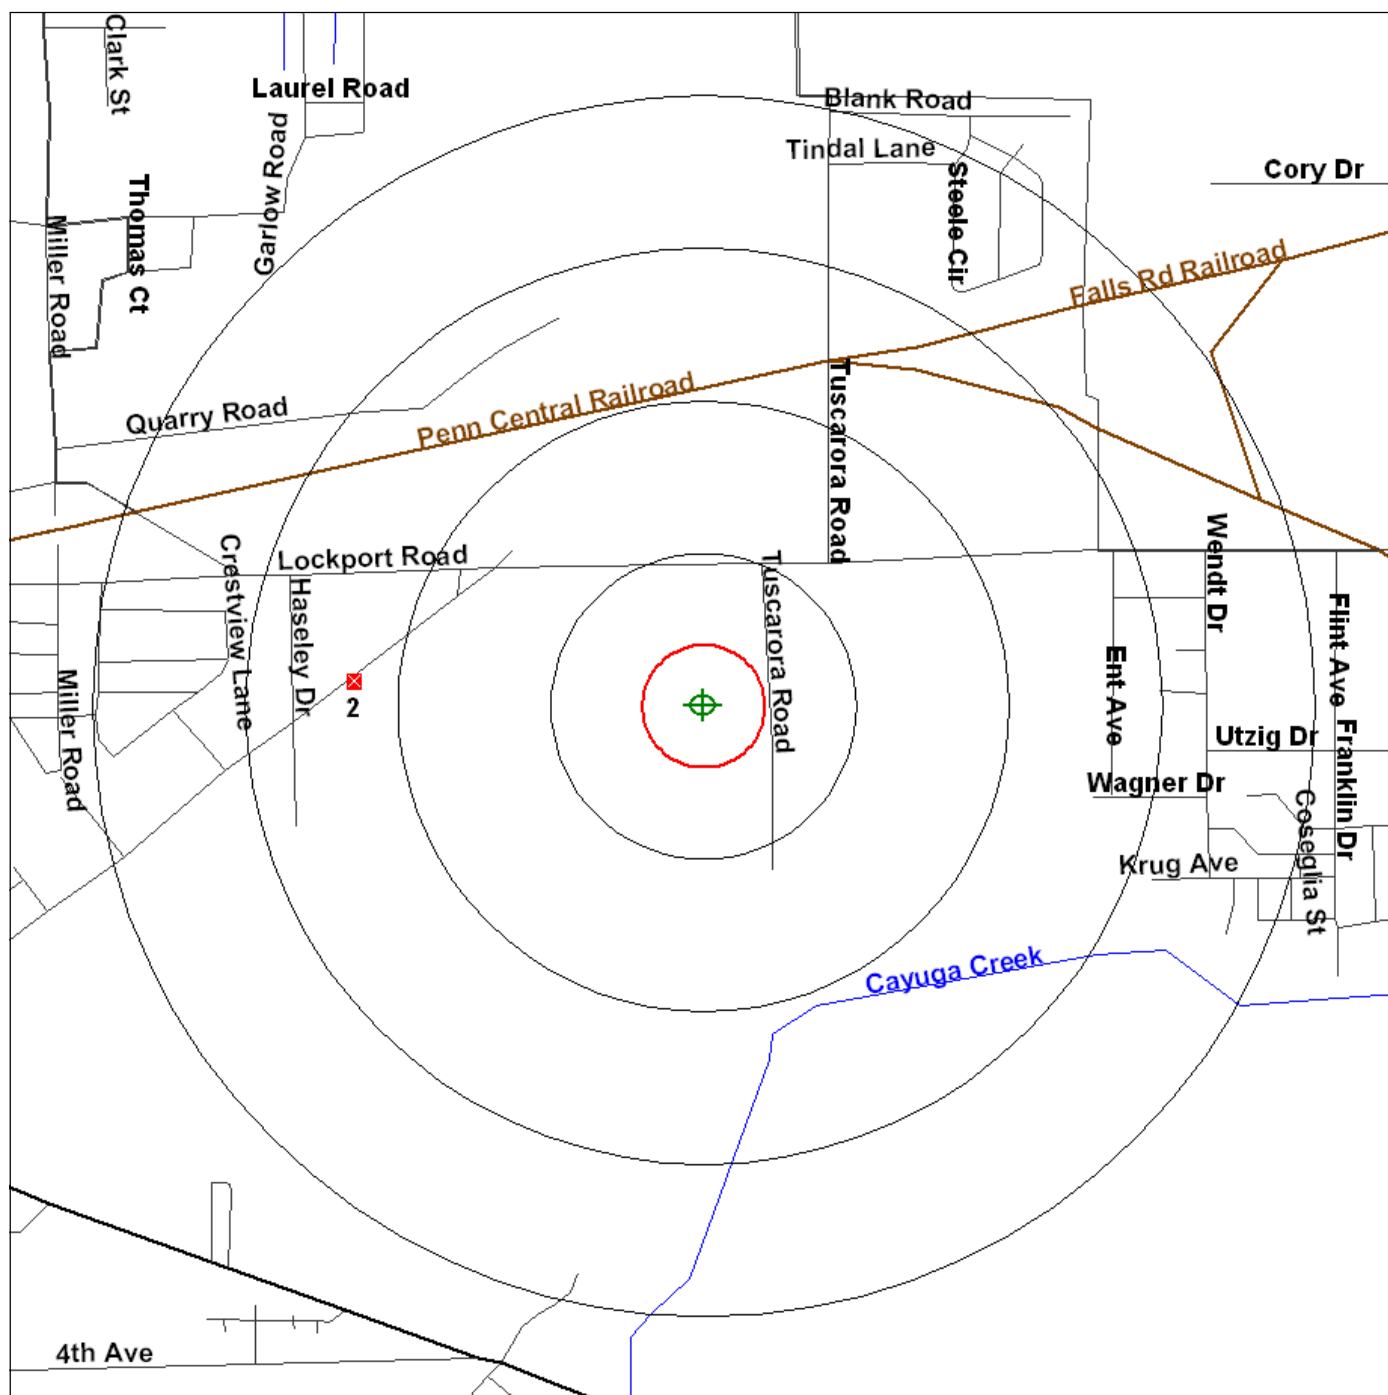 Clark St
Laurel Road
Blank Road
Garlow Road
Tindal Lane
Steele Cir
Cory Dr
Thomas Ct
Miller Road
Falls Rd Railroad
Quarry Road
Penn Central Railroad
Tuscarora Road
Lockport Road
Crestview Lane
Haseley Dr
Tuscarora Road
Wendt Dr
Flint Ave
Ent Ave
Miller Road
2
Utzig Dr
Franklin Dr
Wagner Dr
Coseglia St
Krug Ave
Cayuga Creek
4th Ave